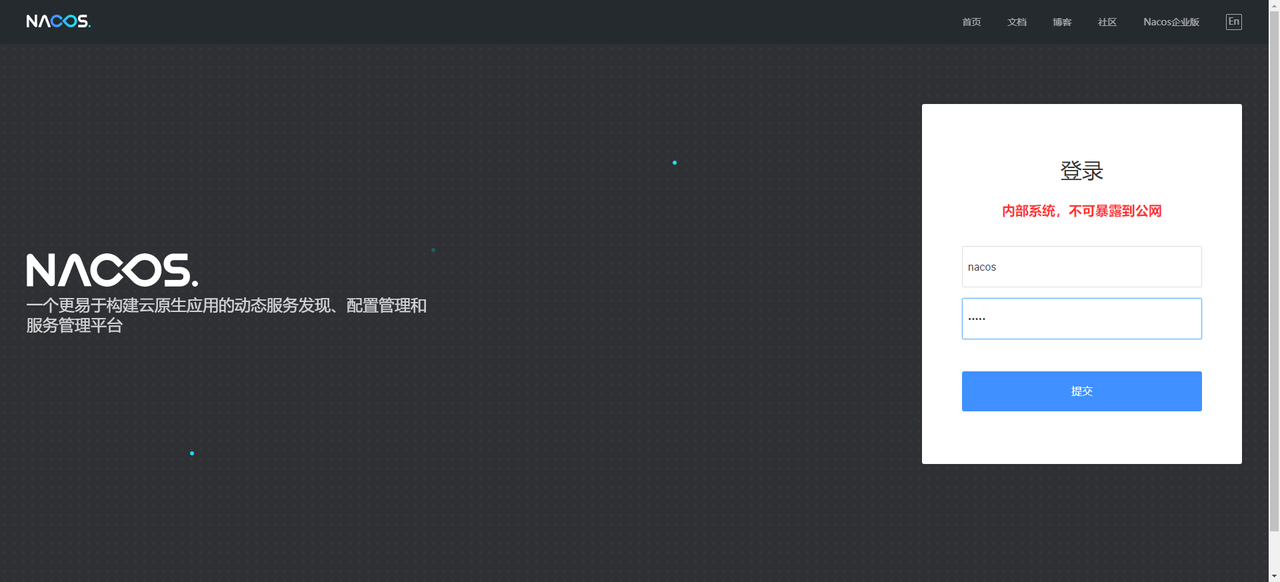 NACOS.
首页 文档 博客 社区 Nacos企业版 En
登录
内部系统，不可暴露到公网
nacos
•••••
提交
NACOS.
一个更易于构建云原生应用的动态服务发现、配置管理和
服务管理平台